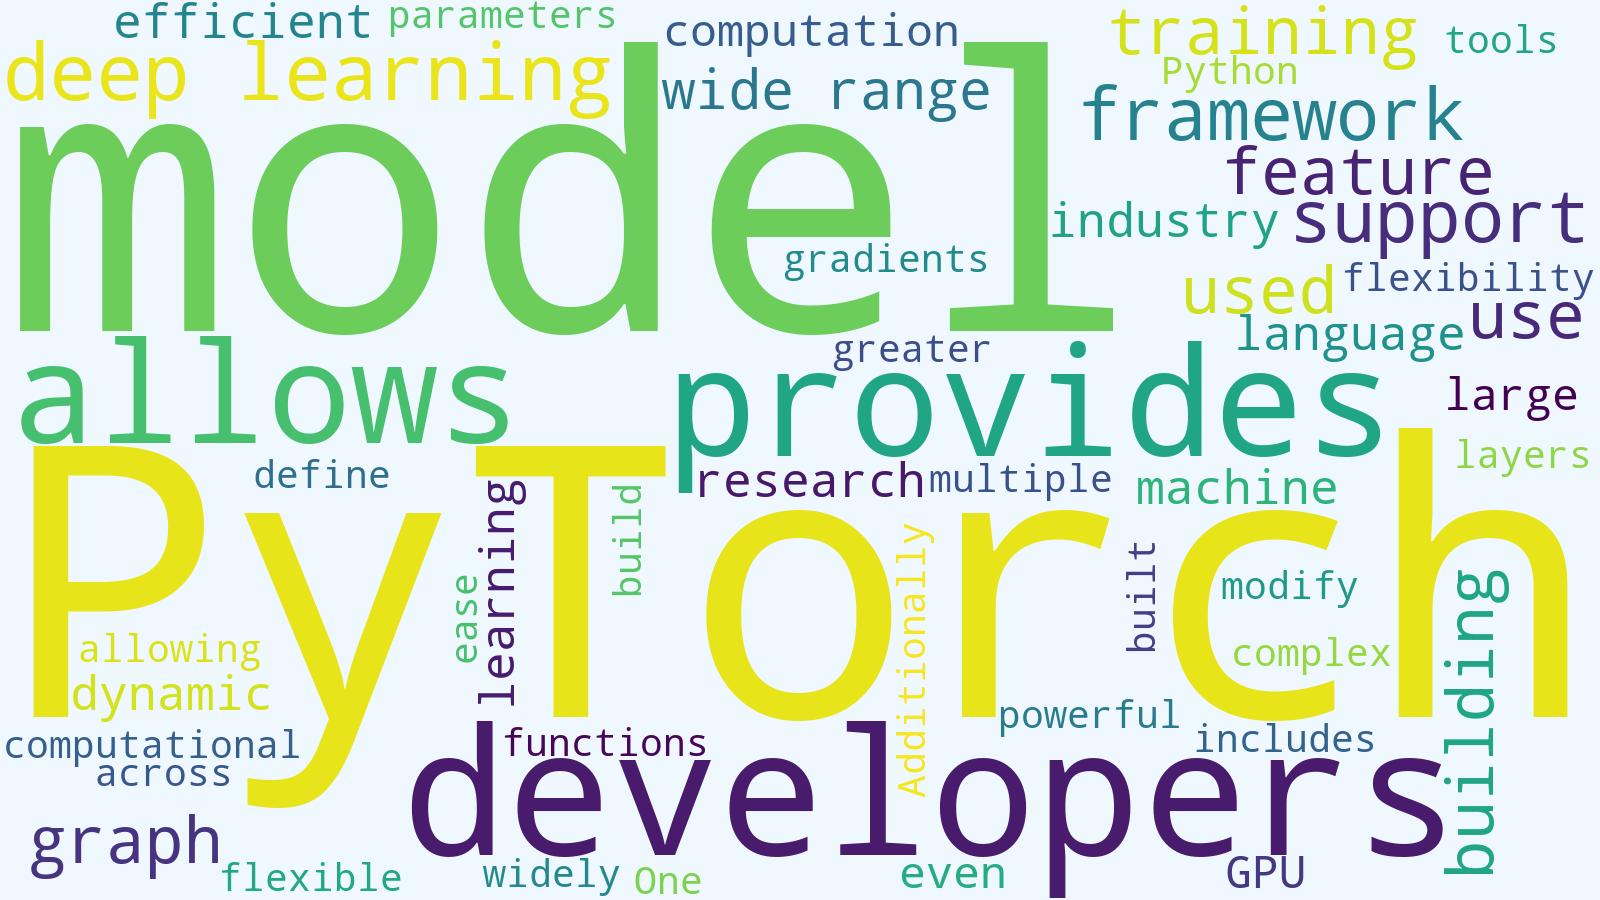 efficient
parameters
computation
training
tools
deep learning
wide range
Python
framework
model
feature
industry
support
gradients
used
flexibility
use
language
greater
allows
provides
large
layers
define
research
multiple
machine
PyTorch
learning
build
ease
Additionally
built
modify
complex
building
allowing
dynamic
powerful
computational
functions
includes
across
developers
graph
flexible
widely
One
even
GPU